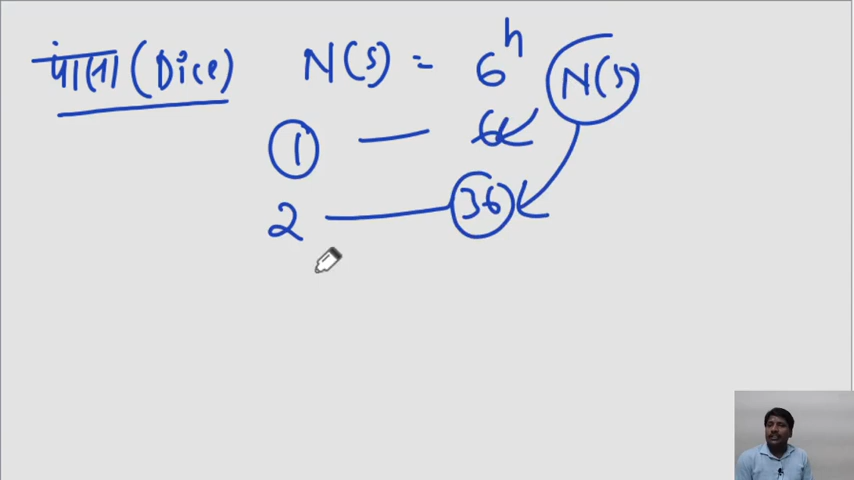 पांसा (Dice) N(S) = 6ⁿ
N(S)
1 — 6
2 — 36